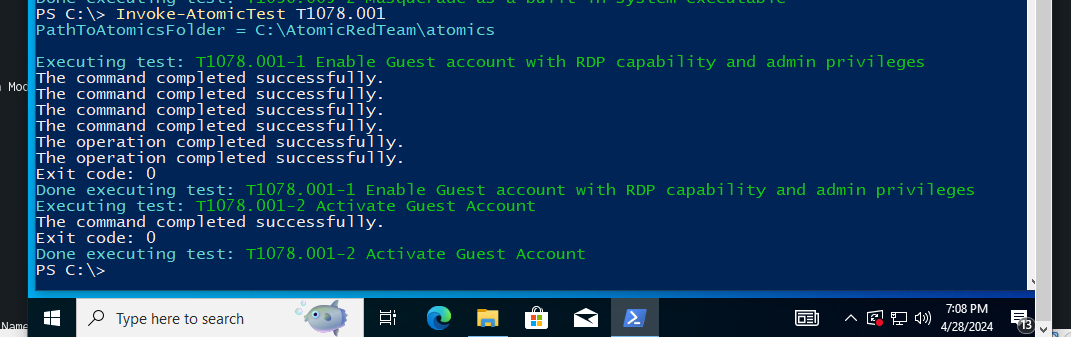 PS C:\> Invoke-AtomicTest T1078.001
PathToAtomicsFolder = C:\AtomicRedTeam\atomics
Executing test: T1078.001-1 Enable Guest account with RDP capability and admin privileges
The command completed successfully.
The command completed successfully.
The command completed successfully.
The command completed successfully.
The operation completed successfully.
The operation completed successfully.
Exit code: 0
Done executing test: T1078.001-1 Enable Guest account with RDP capability and admin privileges
Executing test: T1078.001-2 Activate Guest Account
The command completed successfully.
Exit code: 0
Done executing test: T1078.001-2 Activate Guest Account
PS C:\>
Type here to search
7:08 PM
4/28/2024
13
Name